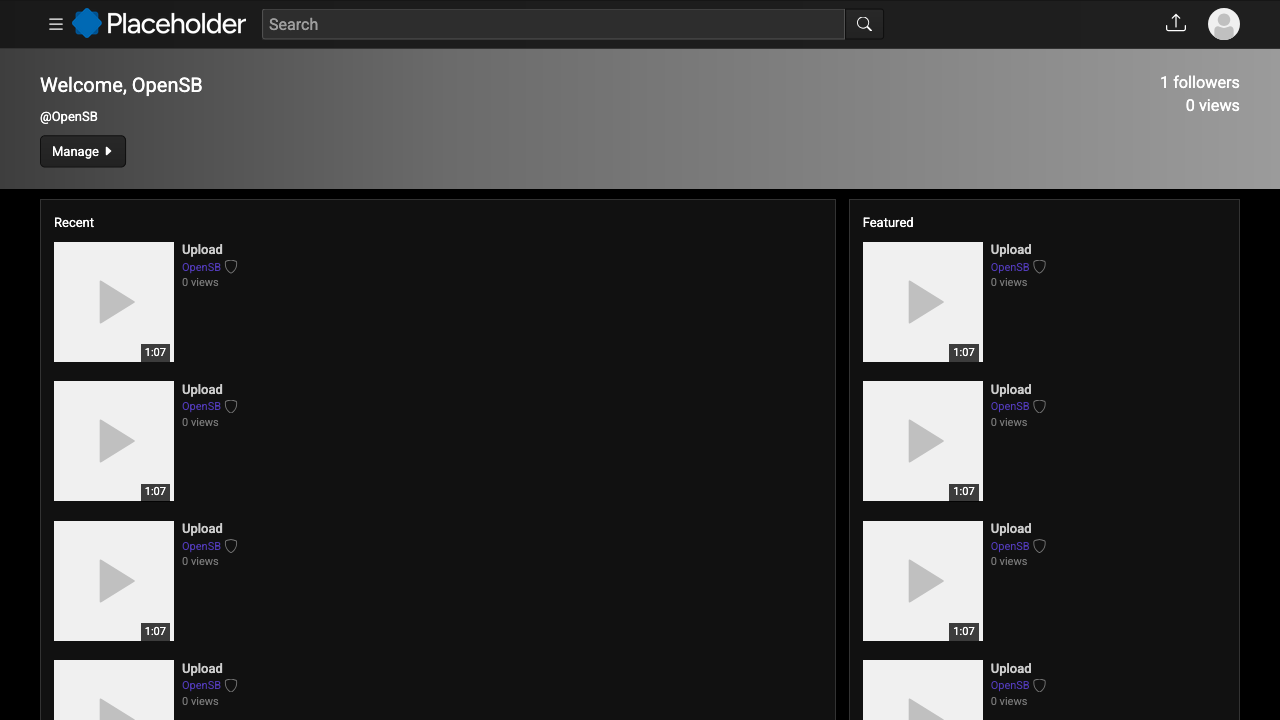 Placeholder
Search
Welcome, OpenSB
@OpenSB
Manage
1 followers
0 views
Recent
Upload
OpenSB
0 views
1:07
Upload
OpenSB
0 views
1:07
Upload
OpenSB
0 views
1:07
Upload
OpenSB
0 views
Featured
Upload
OpenSB
0 views
1:07
Upload
OpenSB
0 views
1:07
Upload
OpenSB
0 views
1:07
Upload
OpenSB
0 views